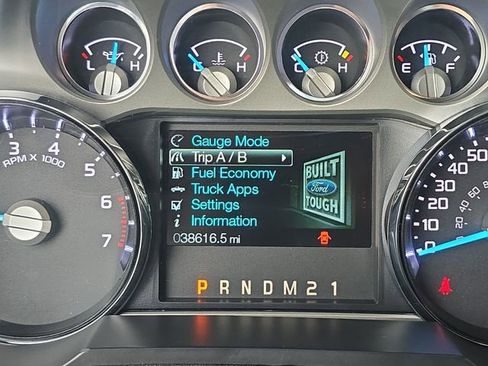 L H
C H
C H
E F
Gauge Mode
Trip A / B
Fuel Economy
Truck Apps
Settings
Information
038616.5 mi
BUILT
Ford
TOUGH
P R N D M 2 1
3 4 5 6 7
RPM X 1000
50
40
30
20
10
0